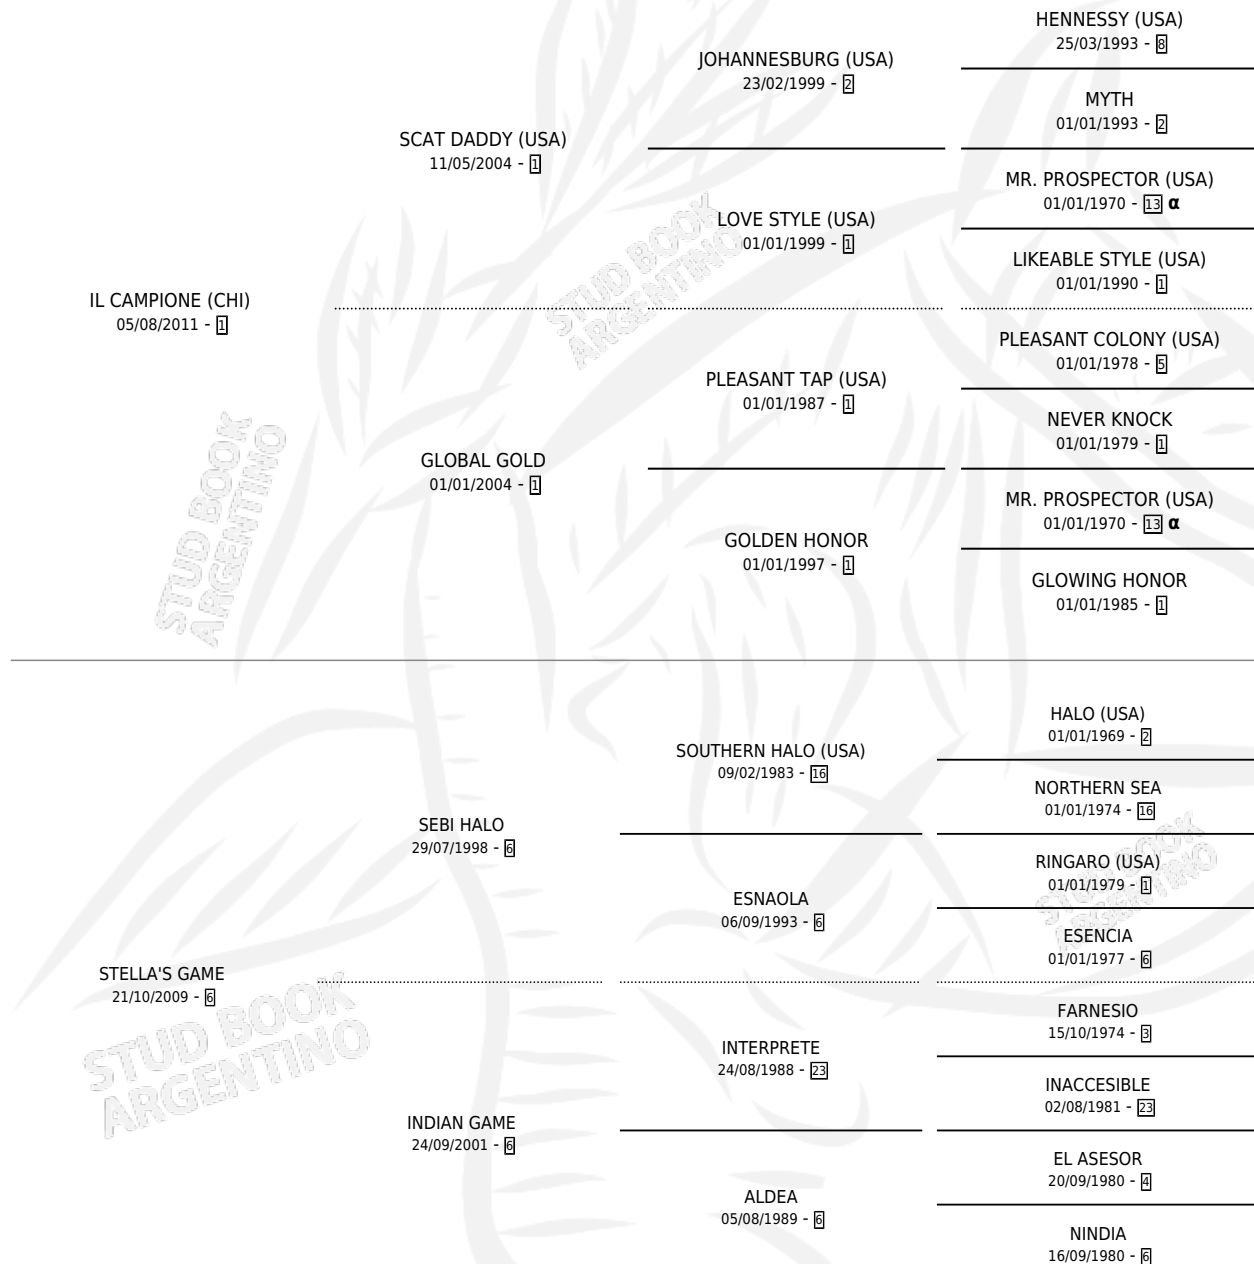 HENNESSY (USA)
25/03/1993 - 8
JOHANNESBURG (USA)
23/02/1999 - 2
MYTH
01/01/1993 - 2
SCAT DADDY (USA)
11/05/2004 - 1
MR. PROSPECTOR (USA)
01/01/1970 - 13 α
LOVE STYLE (USA)
01/01/1999 - 1
LIKEABLE STYLE (USA)
01/01/1990 - 1
IL CAMPIONE (CHI)
05/08/2011 - 1
PLEASANT COLONY (USA)
01/01/1978 - 5
PLEASANT TAP (USA)
01/01/1987 - 1
NEVER KNOCK
01/01/1979 - 1
GLOBAL GOLD
01/01/2004 - 1
MR. PROSPECTOR (USA)
01/01/1970 - 13 α
GOLDEN HONOR
01/01/1997 - 1
GLOWING HONOR
01/01/1985 - 1
HALO (USA)
01/01/1969 - 2
SOUTHERN HALO (USA)
09/02/1983 - 16
NORTHERN SEA
01/01/1974 - 16
SEBI HALO
29/07/1998 - 6
RINGARO (USA)
01/01/1979 - 1
ESNAOLA
06/09/1993 - 6
ESENCIA
01/01/1977 - 6
STELLA'S GAME
21/10/2009 - 6
FARNESIO
15/10/1974 - 3
INTERPRETE
24/08/1988 - 23
INACCESIBLE
02/08/1981 - 23
INDIAN GAME
24/09/2001 - 6
EL ASESOR
20/09/1980 - 4
ALDEA
05/08/1989 - 6
NINDIA
16/09/1980 - 6
STUD BOOK
ARGENTINO
STUD BOOK
ARGENTINO
STUD BOOK
ARGENTINO
STUD BOOK
ARGENTINO